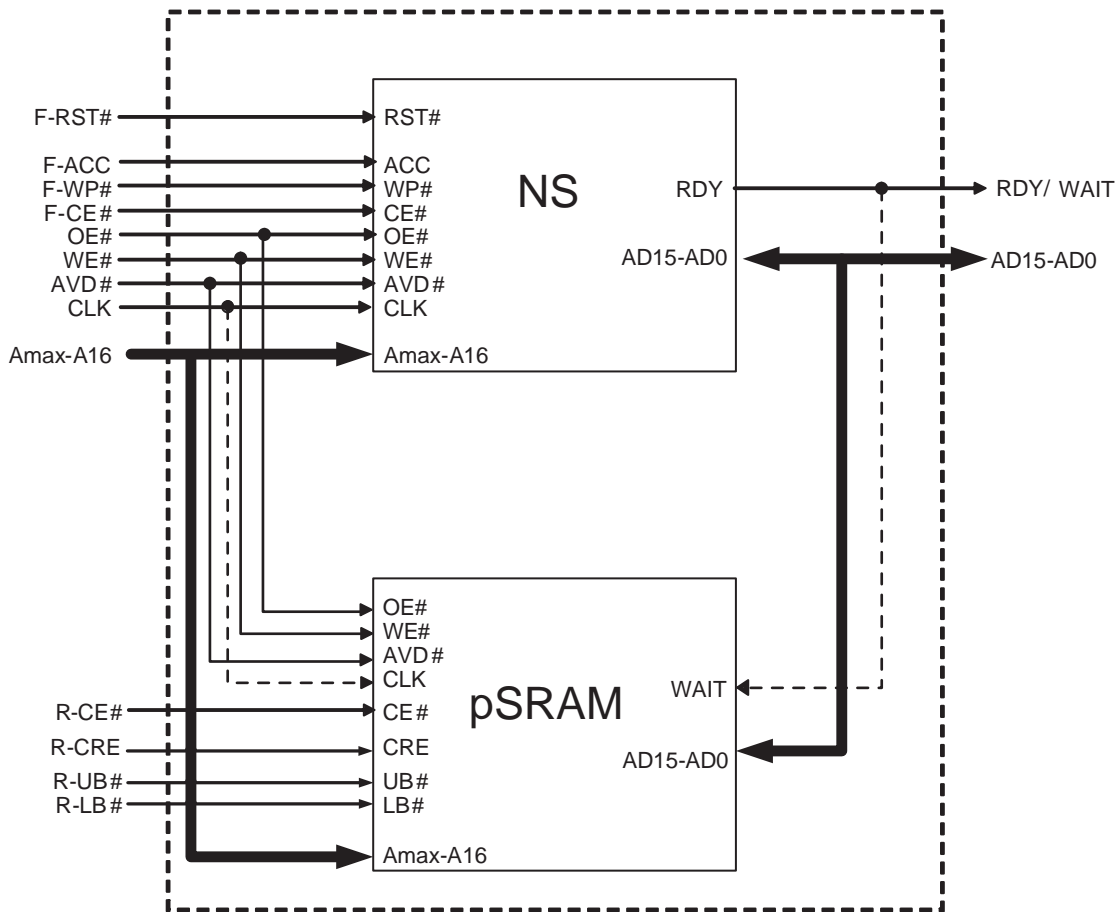 F-RST#
F-ACC
F-WP#
F-CE#
OE#
WE#
AVD#
CLK
Amax-A16
RST#
ACC
WP#
CE#
OE#
WE#
AVD#
CLK
Amax-A16
NS
RDY
AD15-AD0
RDY/ WAIT
AD15-AD0
R-CE#
R-CRE
R-UB#
R-LB#
OE#
WE#
AVD#
CLK
CE#
CRE
UB#
LB#
Amax-A16
pSRAM
WAIT
AD15-AD0